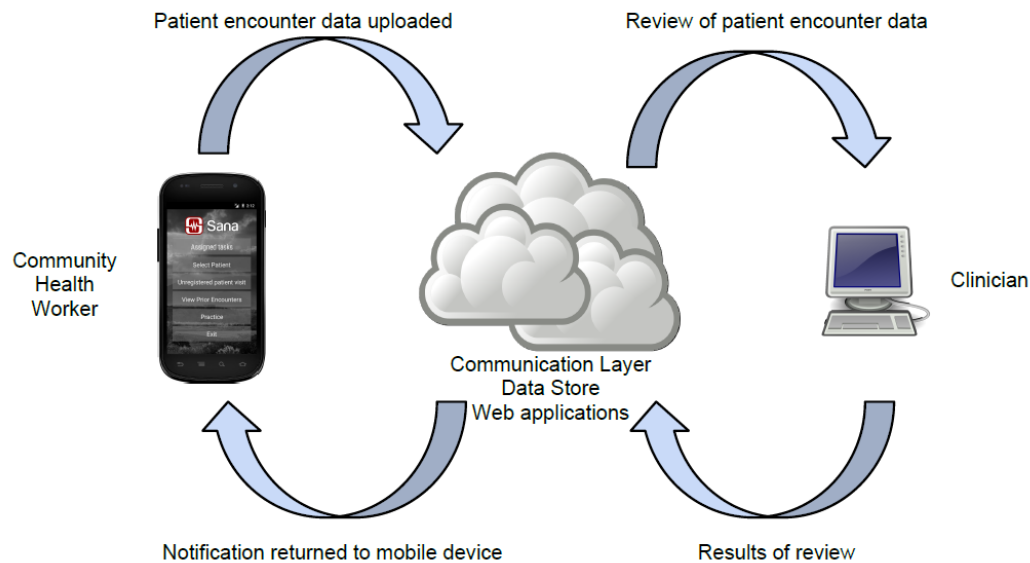 Patient encounter data uploaded
Review of patient encounter data
Sana
Assigned tasks
Select Patient
Unregistered patient visit
View Prior Encounters
Practice
Exit
Community
Health
Worker
Clinician
Communication Layer
Data Store
Web applications
Notification returned to mobile device
Results of review